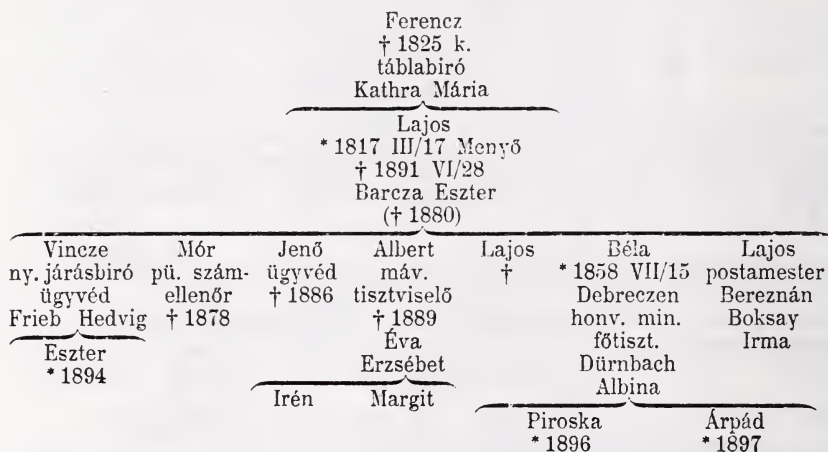 Ferencz
† 1825 k.
táblabiró
Kathra Mária
Lajos
* 1817 III/17 Menyő
† 1891 VI/28
Barcza Eszter
(† 1880)
Vincze
ny. járásbiró
ügyvéd
Frieb Hedvig
Eszter
* 1894
Mór
pü. szám-
ellenőr
† 1878
Jenő
ügyvéd
† 1886
Albert
máv.
tisztviselő
† 1889
Éva
Erzsébet
Irén
Margit
Lajos
†
Béla
* 1858 VII/15
Debreczen
honv. min.
főtiszt.
Dürnbach
Albina
Piroska
* 1896
Árpád
* 1897
Lajos
postamester
Bereznán
Boksay
Irma